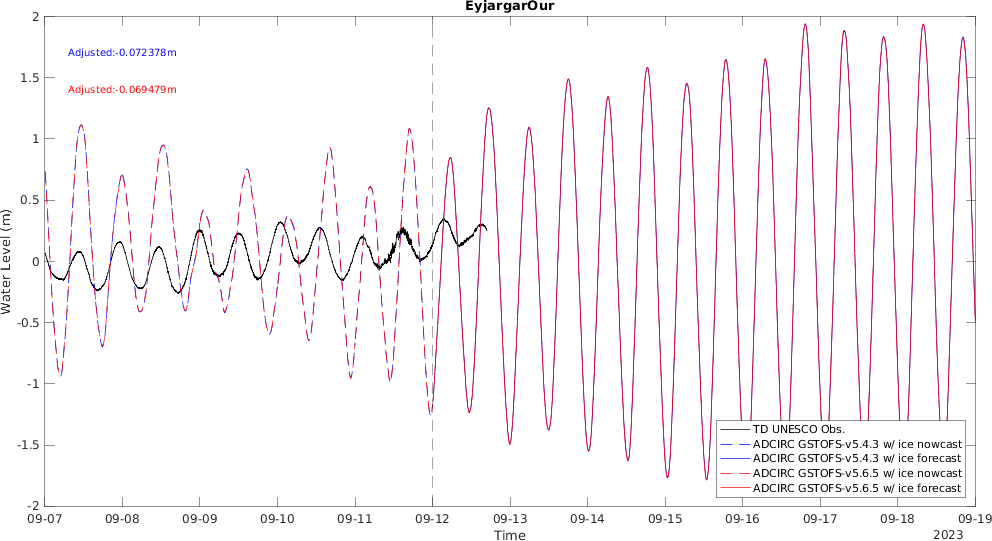 EyjargarOur
Adjusted:-0.072378m
Adjusted:-0.069479m
Water Level (m)
2
1.5
1
0.5
0
-0.5
-1
-1.5
-2
TD UNESCO Obs.
ADCIRC GSTOFS-v5.4.3 w/ ice nowcast
ADCIRC GSTOFS-v5.4.3 w/ ice forecast
ADCIRC GSTOFS-v5.6.5 w/ ice nowcast
ADCIRC GSTOFS-v5.6.5 w/ ice forecast
09-07 09-08 09-09 09-10 09-11 09-12 09-13 09-14 09-15 09-16 09-17 09-18 09-19
Time
2023